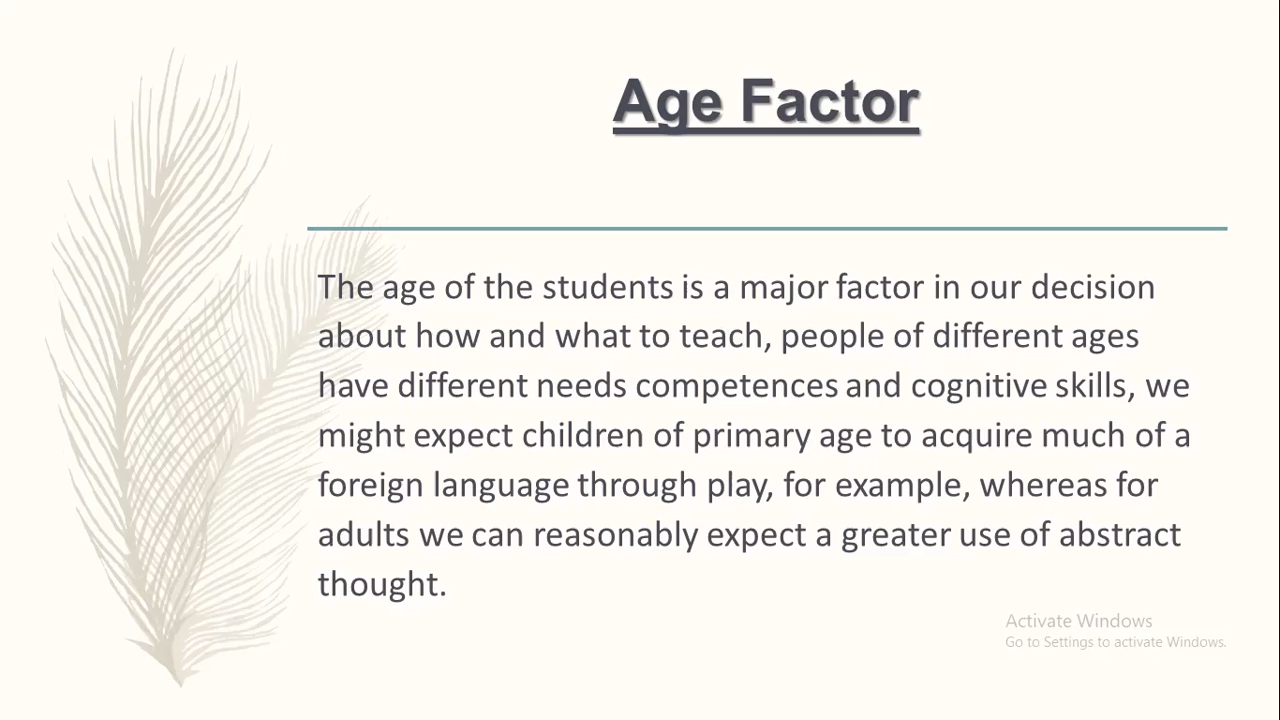 Age Factor
The age of the students is a major factor in our decision
about how and what to teach, people of different ages
have different needs competences and cognitive skills, we
might expect children of primary age to acquire much of a
foreign language through play, for example, whereas for
adults we can reasonably expect a greater use of abstract
thought.
Activate Windows
Go to Settings to activate Windows.